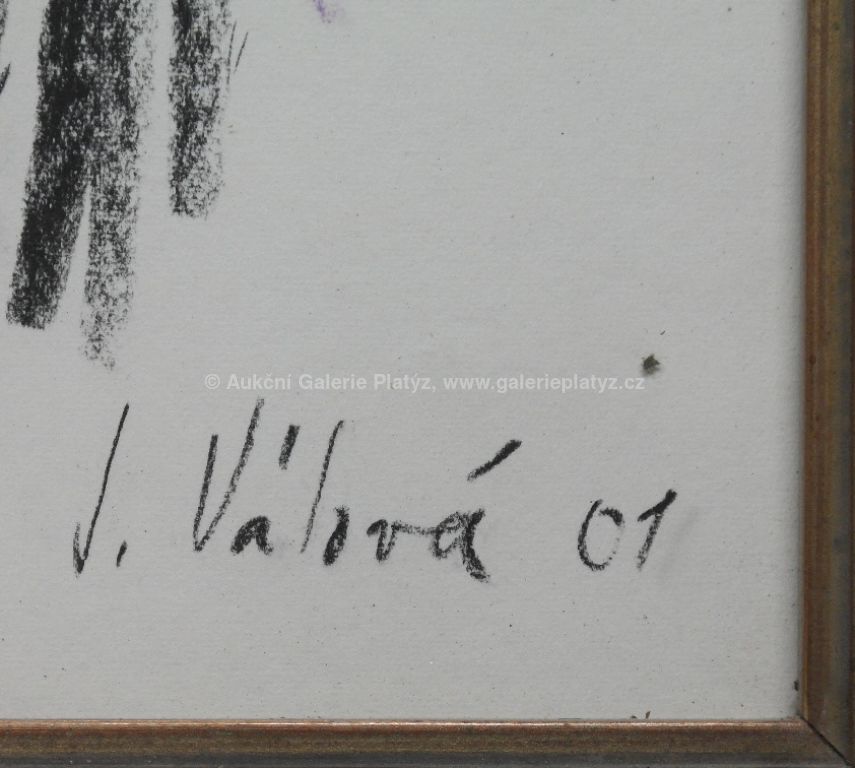 © Aukční Galerie Platýz, www.galerieplatyz.cz
J. Válová 01